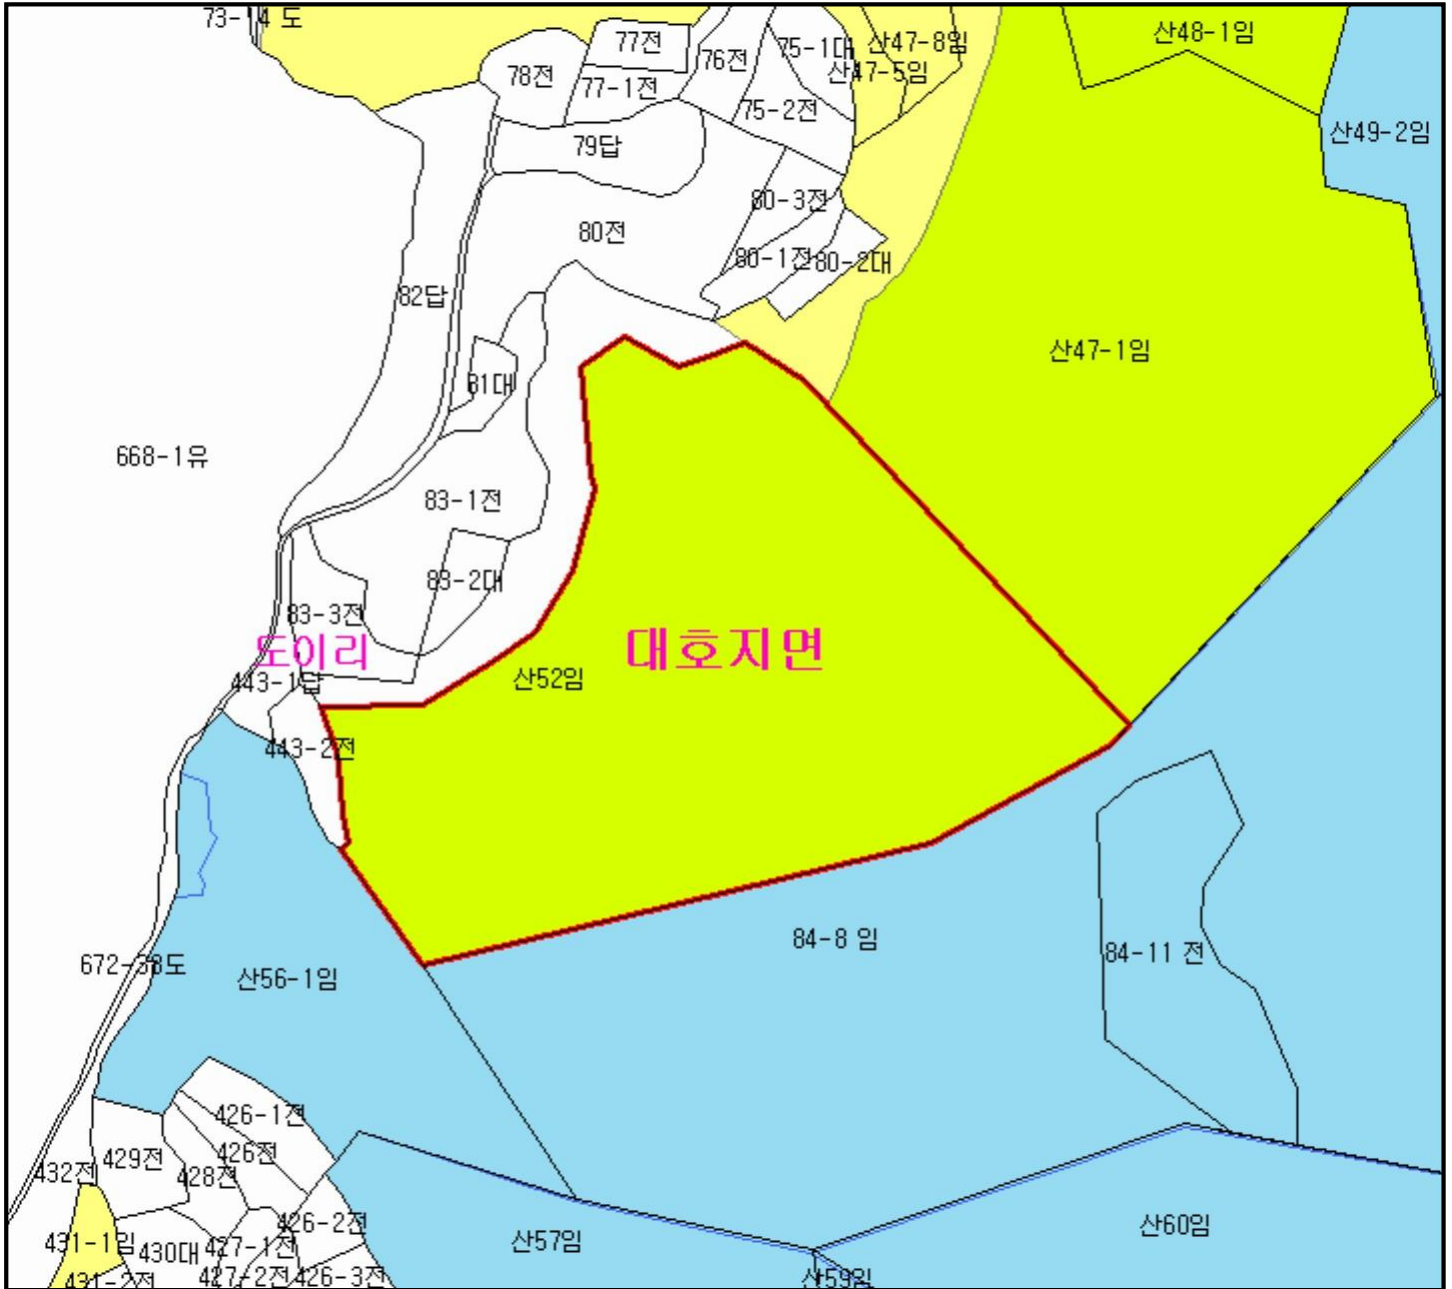 73-14 도
77전
75-1대
산47-8임
산48-1임
78전
76전
산47-5임
77-1전
75-2전
산49-2임
79답
80-3전
80전
80-1전
80-2대
82답
81대
산47-1임
668-1유
83-1전
83-2대
83-3전
도이리
대호지면
443-1답
산52임
443-2전
84-8 임
84-11 전
672-38도
산56-1임
426-1전
426전
429전
432전
428전
426-2전
산60임
431-1임
430대
427-1전
산57임
431-2전
427-2전
426-3전
산59임